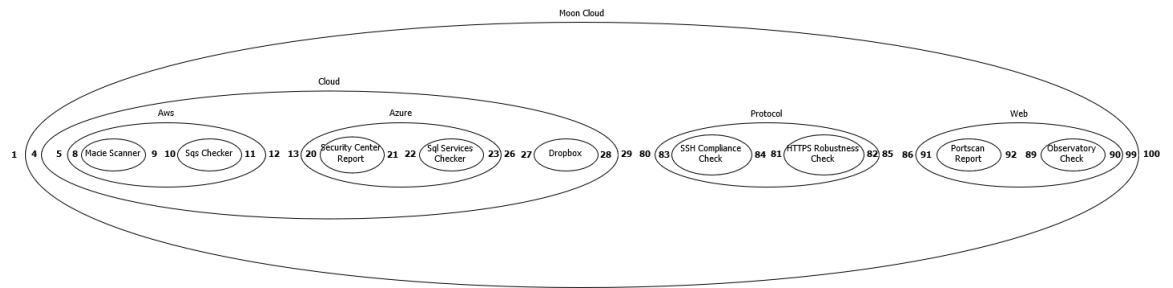 Moon Cloud
Cloud
Aws Azure Protocol Web
1 4 5 8 Macie Scanner 9 10 Sqs Checker 11 12 13 20 Security Center Report 21 22 Sql Services Checker 23 26 27 Dropbox 28 29 80 83 SSH Compliance Check 84 81 HTTPS Robustness Check 82 85 86 91 Portscan Report 92 89 Observatory Check 90 99 100